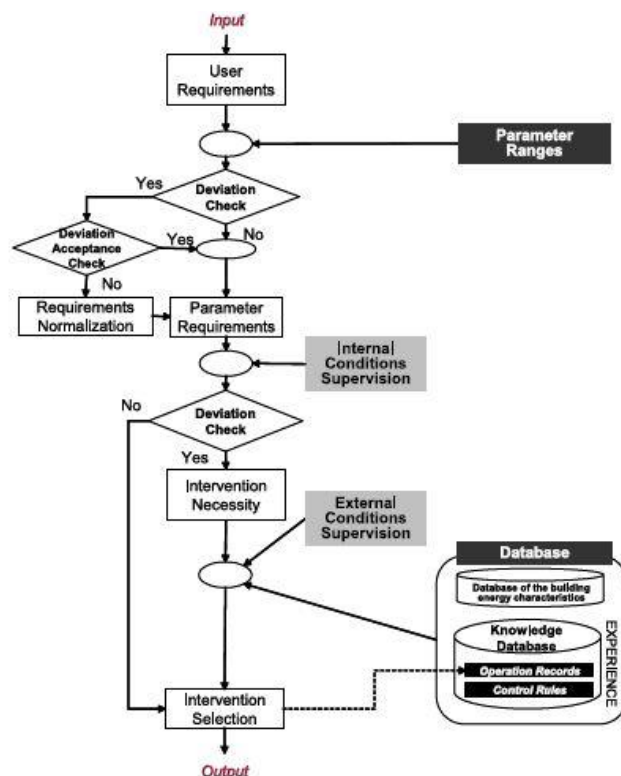 Input
User
Requirements
Parameter
Ranges
Yes
Deviation
Check
Deviation
Acceptance
Check
Yes
No
No
Requirements
Normalization
Parameter
Requirements
Internal
Conditions
Supervision
No
Deviation
Check
Yes
Intervention
Necessity
External
Conditions
Supervision
Database
Database of the building
energy characteristics
Knowledge
Database
EXPERIENCE
Operation Records
Control Rules
Intervention
Selection
Output